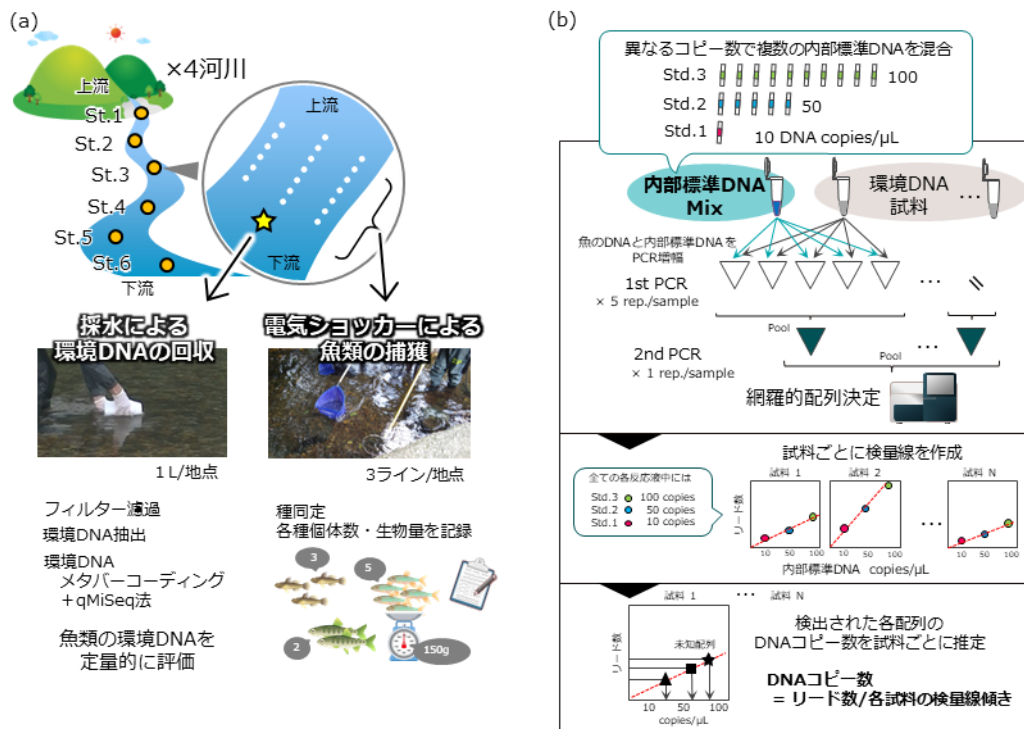 (a)
×4河川
上流
St.1
St.2
St.3
St.4
St.5
St.6
下流
上流
下流
採水による
環境DNAの回収
電気ショッカーによる
魚類の捕獲
1 L/地点
3ライン/地点
フィルター濾過
環境DNA抽出
環境DNA
メタバーコーディング
+qMiSeq法
魚類の環境DNAを
定量的に評価
種同定
各種個体数・生物量を記録
3
5
2
150g
(b)
異なるコピー数で複数の内部標準DNAを混合
Std.3 100
Std.2 50
Std.1 10 DNA copies/μL
内部標準DNA
Mix
環境DNA
試料
…
魚のDNAと内部標準DNAを
PCR増幅
1st PCR
× 5 rep./sample
…
Pool
2nd PCR
× 1 rep./sample
…
Pool
網羅的配列決定
試料ごとに検量線を作成
全ての各反応液中には
Std.3 100 copies
Std.2 50 copies
Std.1 10 copies
試料 1
試料 2
試料 N
リード数
…
10 50 100
10 50 100
10 50 100
内部標準DNA copies/μL
試料 1 … 試料 N
リード数
未知配列
10 50 100
copies/μL
検出された各配列の
DNAコピー数を試料ごとに推定
DNAコピー数
= リード数/各試料の検量線傾き